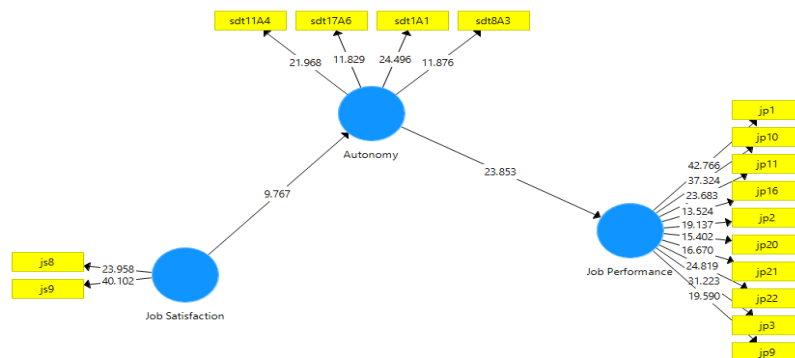 sdt11A4
sdt17A6
sdt1A1
sdt8A3
21.968
11.829
24.496
11.876
Autonomy
9.767
23.853
js8
js9
23.958
40.102
Job Satisfaction
jp1
jp10
jp11
jp16
jp2
jp20
jp21
jp22
jp3
jp9
42.766
37.324
23.683
13.524
19.137
15.402
16.670
24.819
31.223
19.590
Job Performance